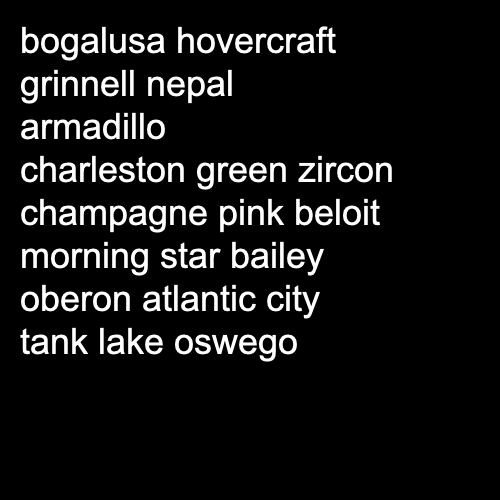 bogalusa hovercraft
grinnell nepal
armadillo
charleston green zircon
champagne pink beloit
morning star bailey
oberon atlantic city
tank lake oswego